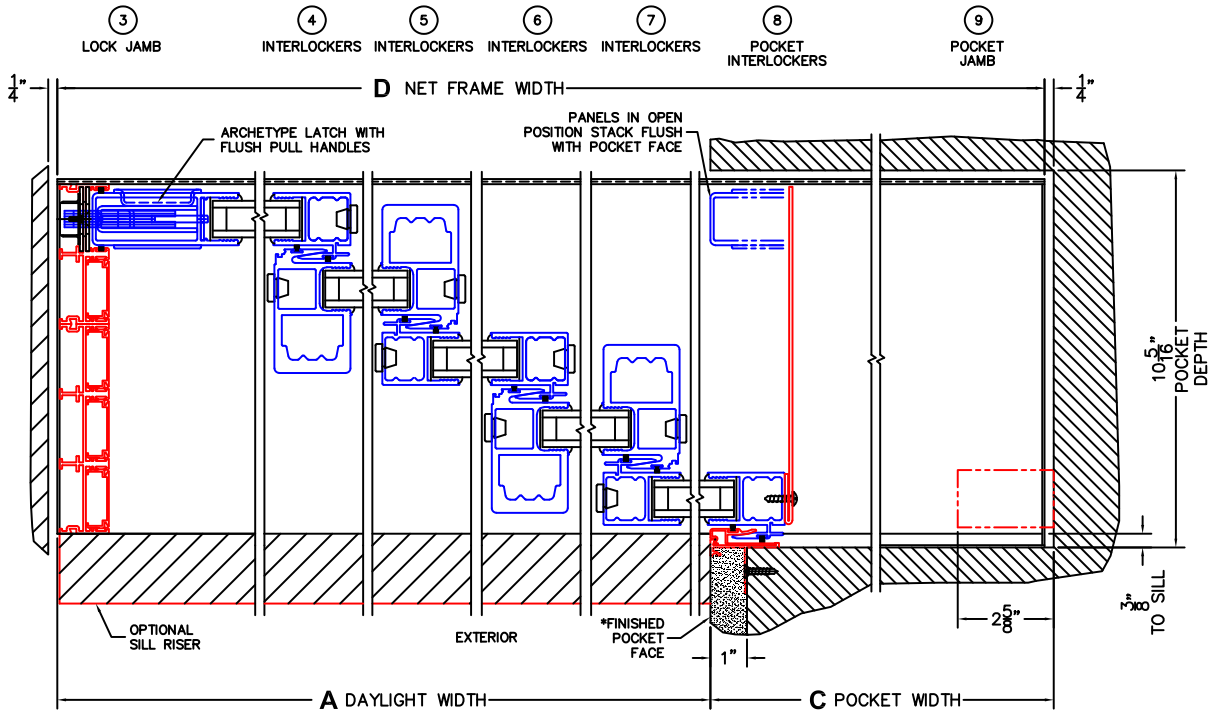 3
LOCK JAMB
4
INTERLOCKERS
5
INTERLOCKERS
6
INTERLOCKERS
7
INTERLOCKERS
8
POCKET
INTERLOCKERS
9
POCKET
JAMB
1/4"
D NET FRAME WIDTH
1/4"
ARCHETYPE LATCH WITH
FLUSH PULL HANDLES
PANELS IN OPEN
POSITION STACK FLUSH
WITH POCKET FACE
10 5/16"
POCKET
DEPTH
3/8"
TO SILL
2 5/8"
OPTIONAL
SILL RISER
EXTERIOR
*FINISHED
POCKET
FACE
1"
A DAYLIGHT WIDTH
C POCKET WIDTH